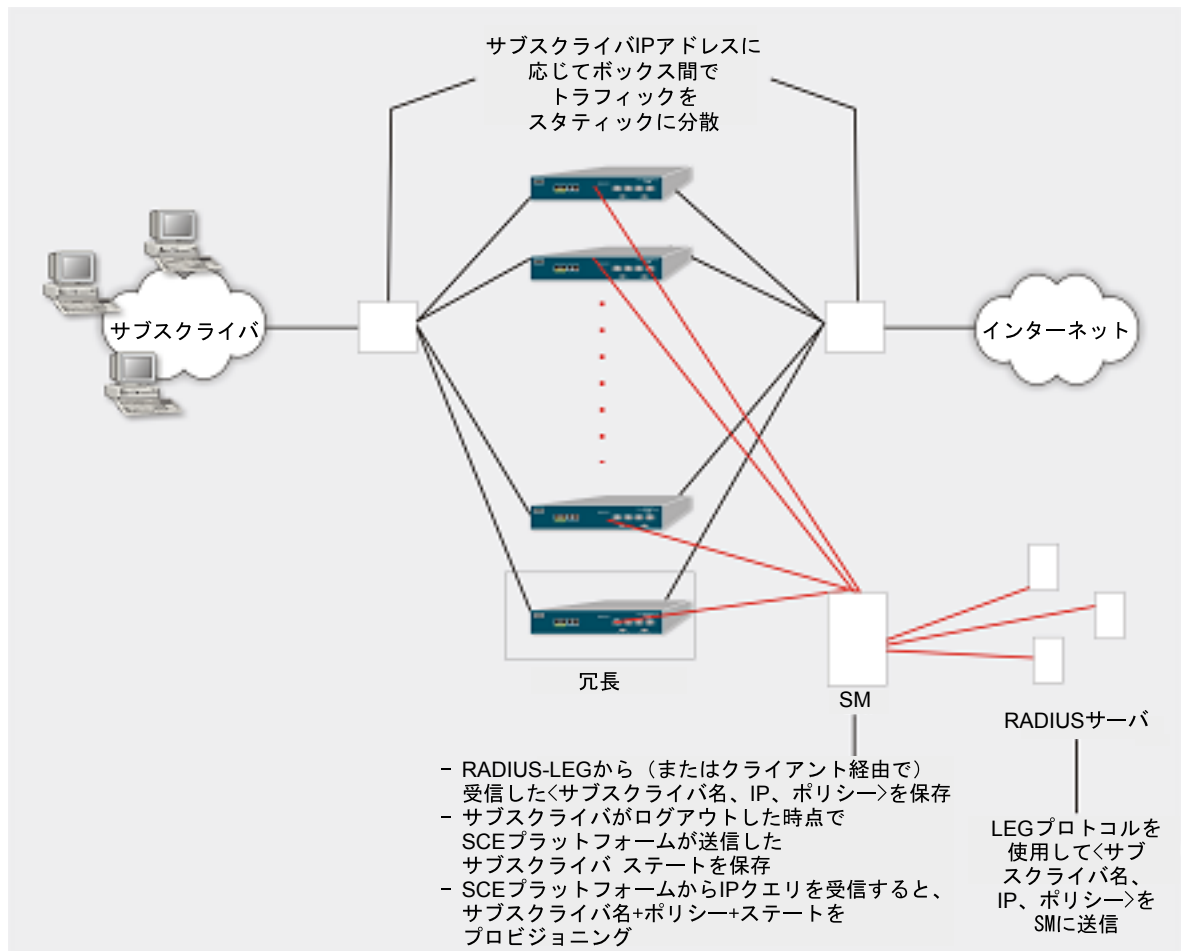 サブスクライバIPアドレスに
応じてボックス間で
トラフィックを
スタティックに分散
サブスクライバ
インターネット
冗長
SM
RADIUSサーバ
− RADIUS-LEGから（またはクライアント経由で）
受信した<サブスクライバ名、IP、ポリシー>を保存
− サブスクライバがログアウトした時点で
SCEプラットフォームが送信した
サブスクライバ ステートを保存
− SCEプラットフォームからIPクエリを受信すると、
サブスクライバ名+ポリシー+ステートを
プロビジョニング
LEGプロトコルを
使用して<サブ
スクライバ名、
IP、ポリシー>を
SMに送信